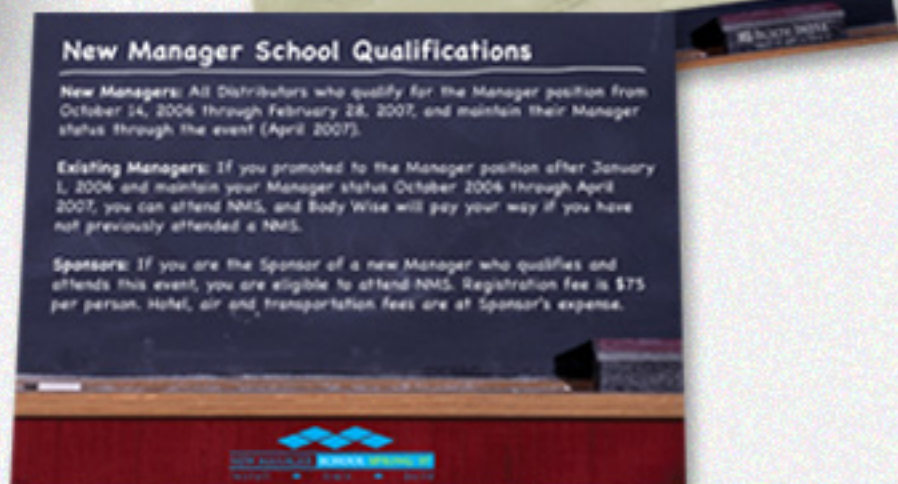 New Manager School Qualifications
New Managers: All Distributors who qualify for the Manager position from
October 14, 2006 through February 28, 2007, and maintain their Manager
status through the event (April 2007).
Existing Managers: If you promoted to the Manager position after January
1, 2006 and maintain your Manager status October 2006 through April
2007, you can attend NMS, and Body Wise will pay your way if you have
not previously attended a NMS.
Sponsors: If you are the Sponsor of a new Manager who qualifies and
attends this event, you are eligible to attend NMS. Registration fee is $75
per person. Hotel, air and transportation fees are at Sponsor's expense.
NEW MANAGER SCHOOL SPRING 07